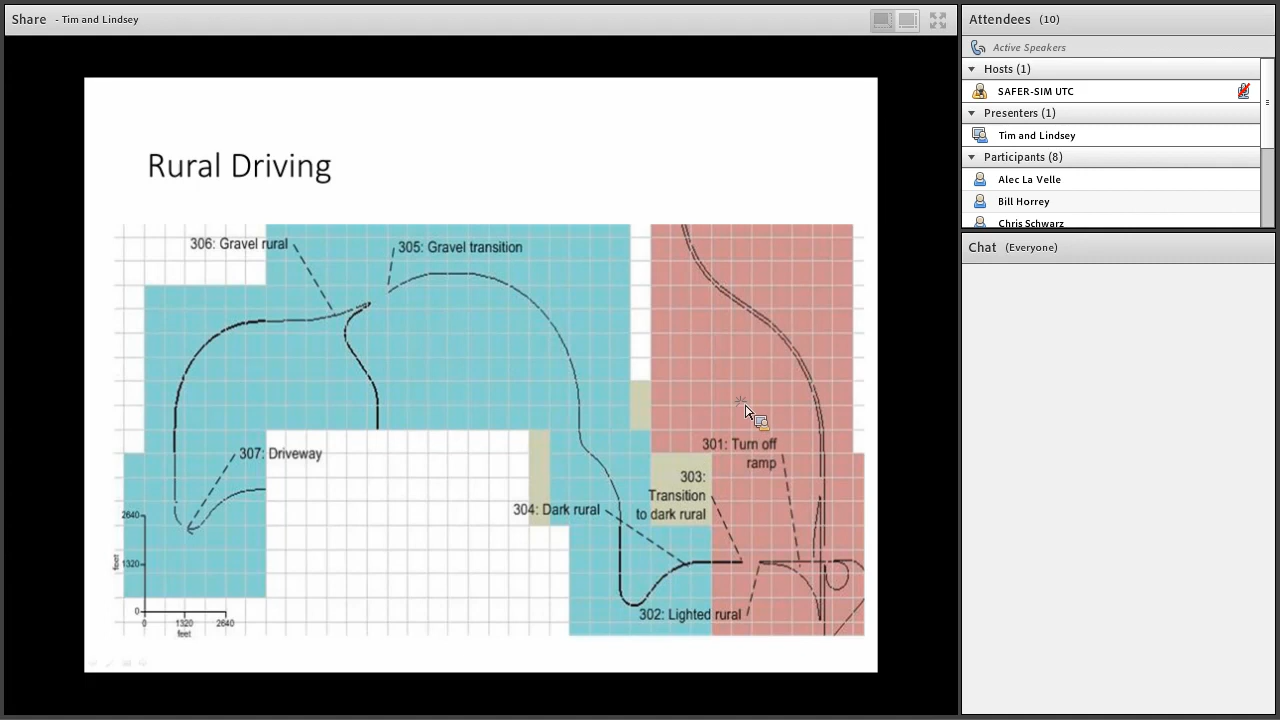 Share - Tim and Lindsey
Rural Driving
306: Gravel rural
305: Gravel transition
307: Driveway
301: Turn off
ramp
303:
Transition
to dark rural
304: Dark rural
302: Lighted rural
2640
1320
0
feet
0 1320 2640
feet
Attendees (10)
Active Speakers
Hosts (1)
SAFER-SIM UTC
Presenters (1)
Tim and Lindsey
Participants (8)
Alec La Velle
Bill Horrey
Chris Schwarz
Chat (Everyone)